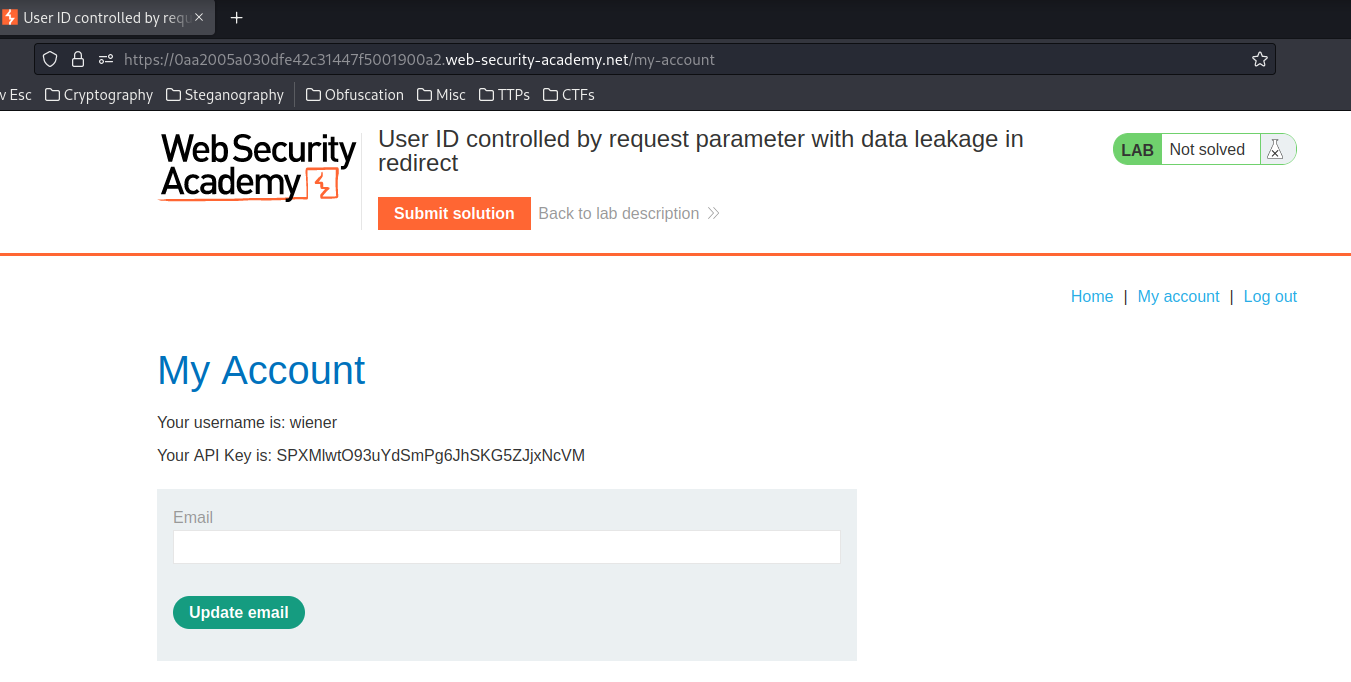 User ID controlled by requ
https://0aa2005a030dfe42c31447f5001900a2.web-security-academy.net/my-account
v Esc Cryptography Steganography Obfuscation Misc TTPs CTFs
Web Security
Academy
User ID controlled by request parameter with data leakage in
redirect
LAB Not solved
Submit solution Back to lab description
Home | My account | Log out
My Account
Your username is: wiener
Your API Key is: SPXMlwtO93uYdSmPg6JhSKG5ZJjxNcVM
Email
Update email